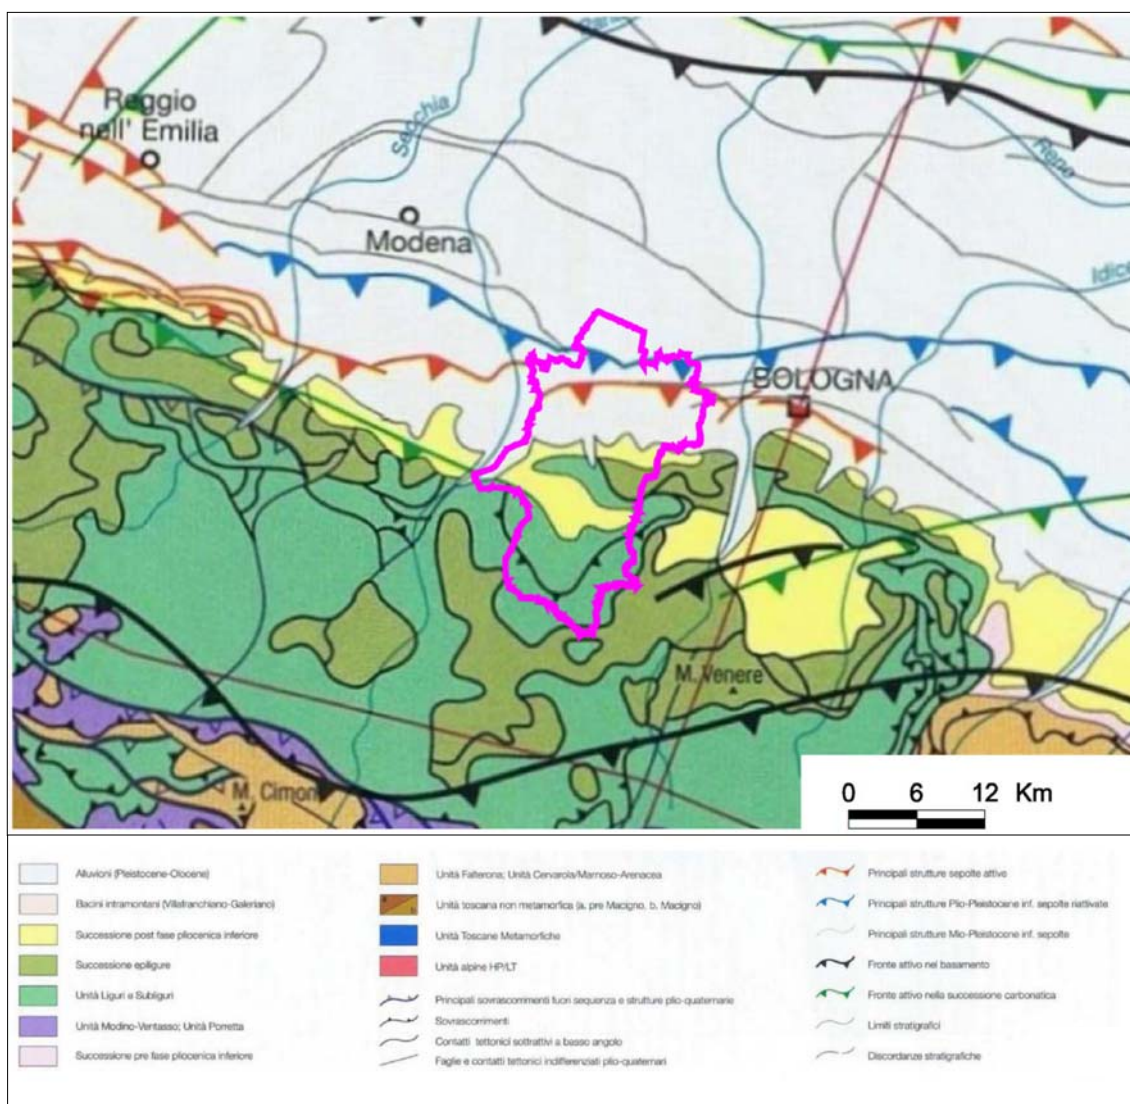 Reggio
nell' Emilia
Secchia
Modena
Reno
Idice
BOLOGNA
M. Venere
M. Cimone
0 6 12 Km
Alluvioni (Pleistocene-Olocene)
Bacini intramontani (Villafranchiano-Galeriano)
Successione post fase pliocenica inferiore
Successione epiligure
Unità Liguri e Subliguri
Unità Modino-Ventasso; Unità Porretta
Successione pre fase pliocenica inferiore
Unità Falterona; Unità Cervarola/Marnoso-Arenacea
Unità toscana non metamorfica (a. pre Macigno, b. Macigno)
Unità Toscane Metamorfiche
Unità alpine HP/LT
Principali sovrascorrimenti fuori sequenza e strutture plio-quaternarie
Sovrascorrimenti
Contatti tettonici sottrattivi a basso angolo
Faglie e contatti tettonici indifferenziati plio-quaternari
Principali strutture sepolte attive
Principali strutture Plio-Pleistocene inf. sepolte riattivate
Principali strutture Mio-Pleistocene inf. sepolte
Fronte attivo nel basamento
Fronte attivo nella successione carbonatica
Limiti stratigrafici
Discordanze stratigrafiche